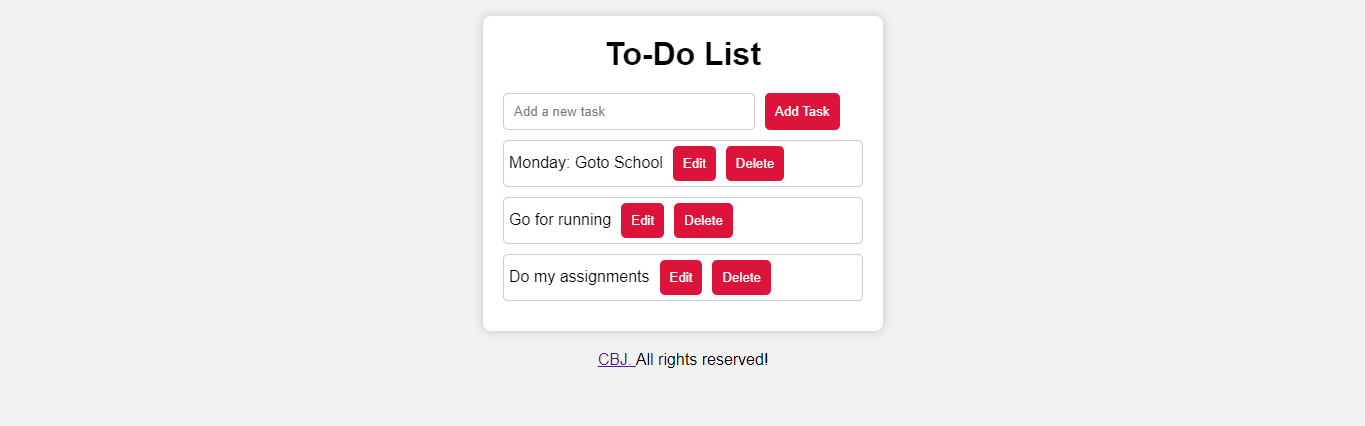 To-Do List
Add a new task Add Task
Monday: Goto School Edit Delete
Go for running Edit Delete
Do my assignments Edit Delete
CBJ. All rights reserved!